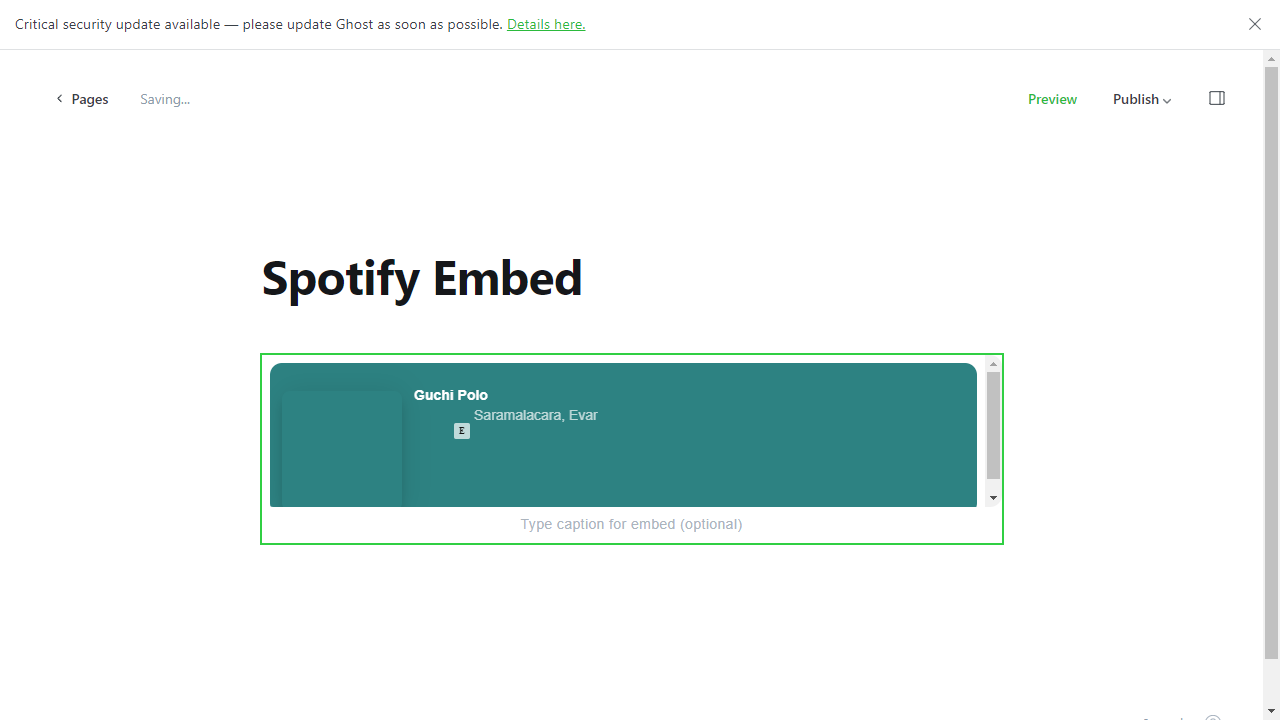 Critical security update available — please update Ghost as soon as possible. Details here.
Pages
Saving...
Preview
Publish
Spotify Embed
Guchi Polo
Saramalacara, Evar
E
Type caption for embed (optional)